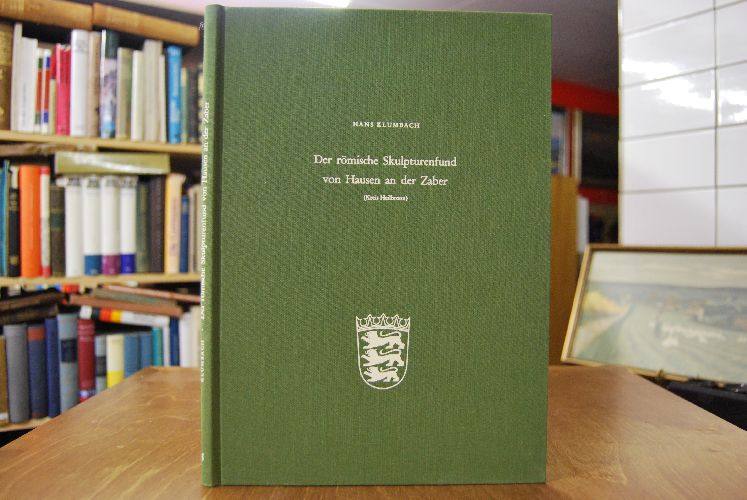 HANS KLUMBACH
Der römische Skulpturenfund
von Hausen an der Zaber
(Kreis Heilbronn)
KLUMBACH · Der römische Skulpturenfund von Hausen an der Zaber